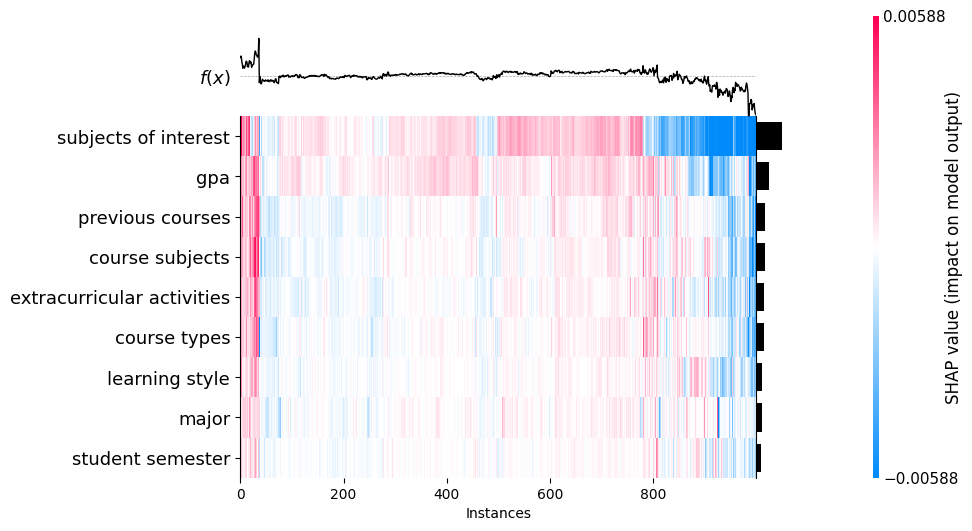 0.00588
f(x)
subjects of interest
gpa
previous courses
course subjects
extracurricular activities
course types
learning style
major
student semester
−0.00588
0 200 400 600 800
Instances
SHAP value (impact on model output)